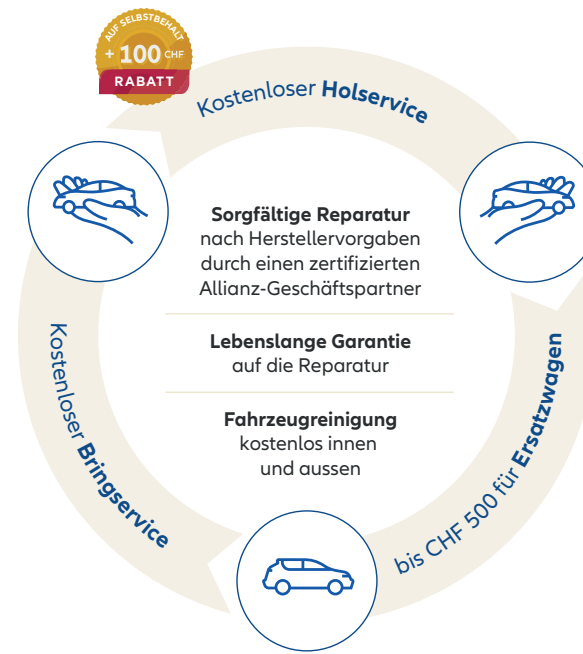 AUF SELBSTBEHALT
+ 100 CHF
RABATT
Kostenloser Holservice
Sorgfältige Reparatur
nach Herstellervorgaben
durch einen zertifizierten
Allianz-Geschäftspartner
Lebenslange Garantie
auf die Reparatur
Fahrzeugreinigung
kostenlos innen
und aussen
bis CHF 500 für Ersatzwagen
Kostenloser Bringservice